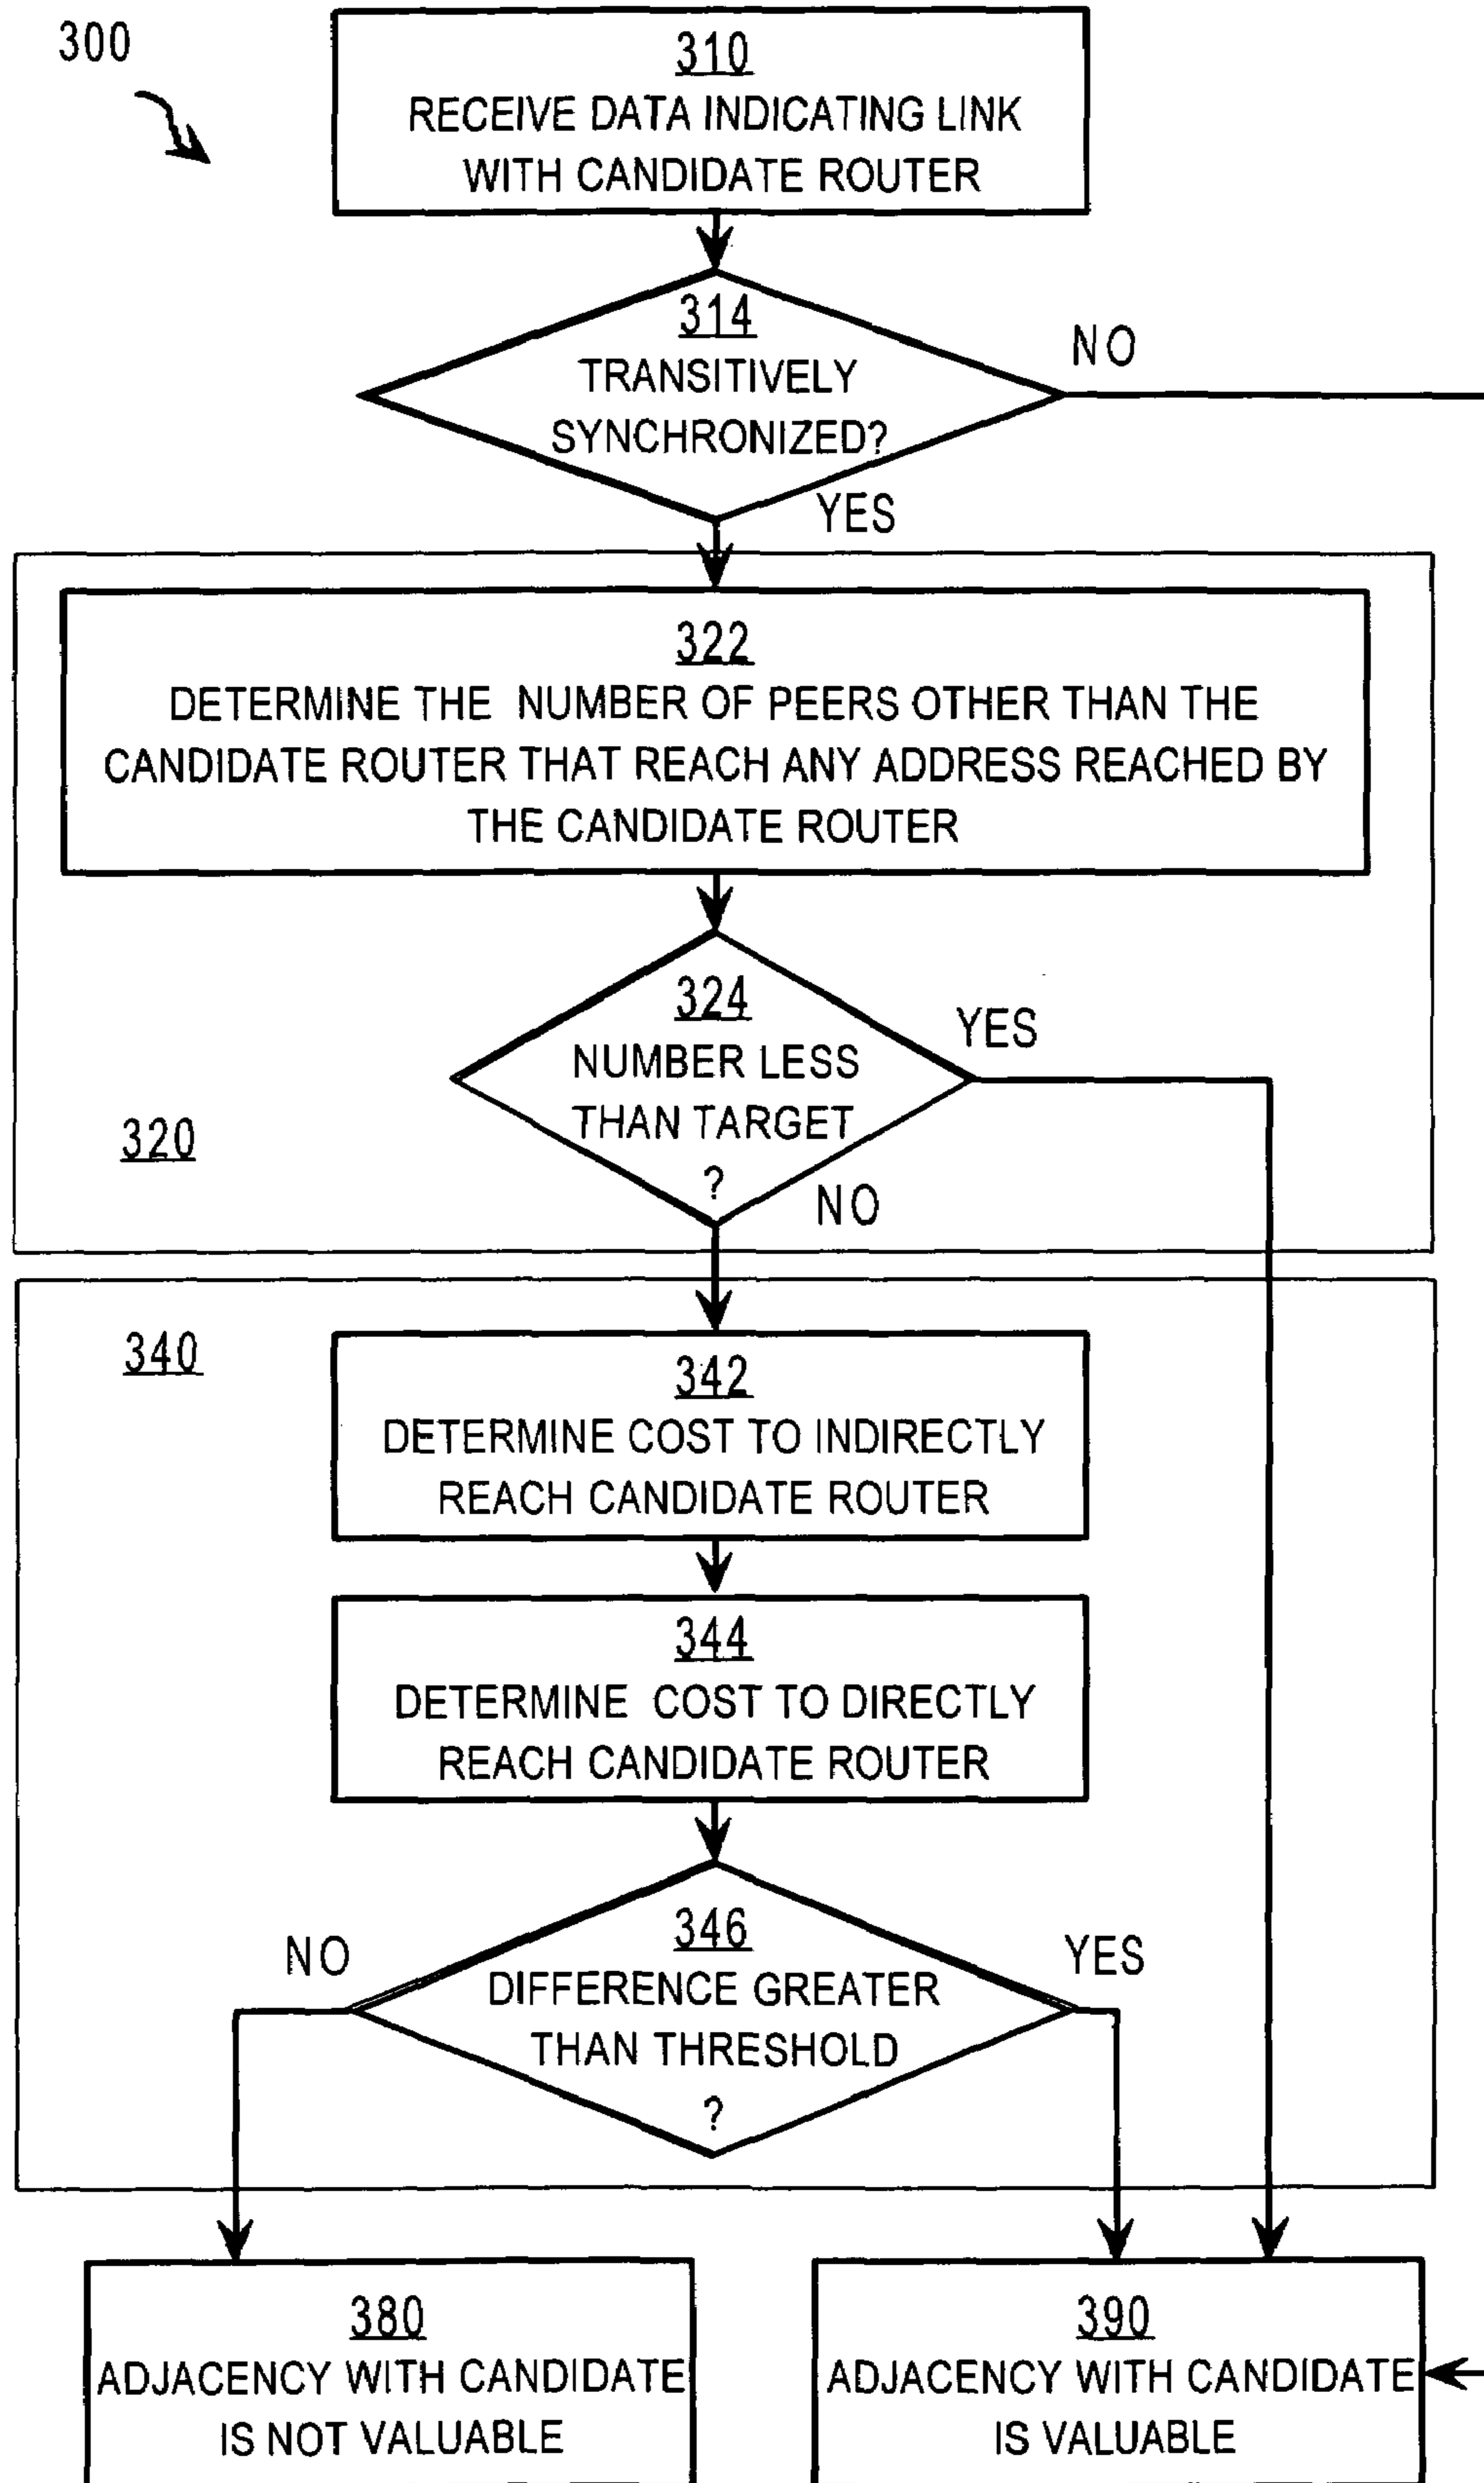 300
310
RECEIVE DATA INDICATING LINK
WITH CANDIDATE ROUTER
314
TRANSITIVELY
SYNCHRONIZED?
NO
YES
322
DETERMINE THE NUMBER OF PEERS OTHER THAN THE
CANDIDATE ROUTER THAT REACH ANY ADDRESS REACHED BY
THE CANDIDATE ROUTER
324
NUMBER LESS
THAN TARGET
?
YES
NO
320
340
342
DETERMINE COST TO INDIRECTLY
REACH CANDIDATE ROUTER
344
DETERMINE COST TO DIRECTLY
REACH CANDIDATE ROUTER
346
DIFFERENCE GREATER
THAN THRESHOLD
?
NO
YES
380
ADJACENCY WITH CANDIDATE
IS NOT VALUABLE
390
ADJACENCY WITH CANDIDATE
IS VALUABLE